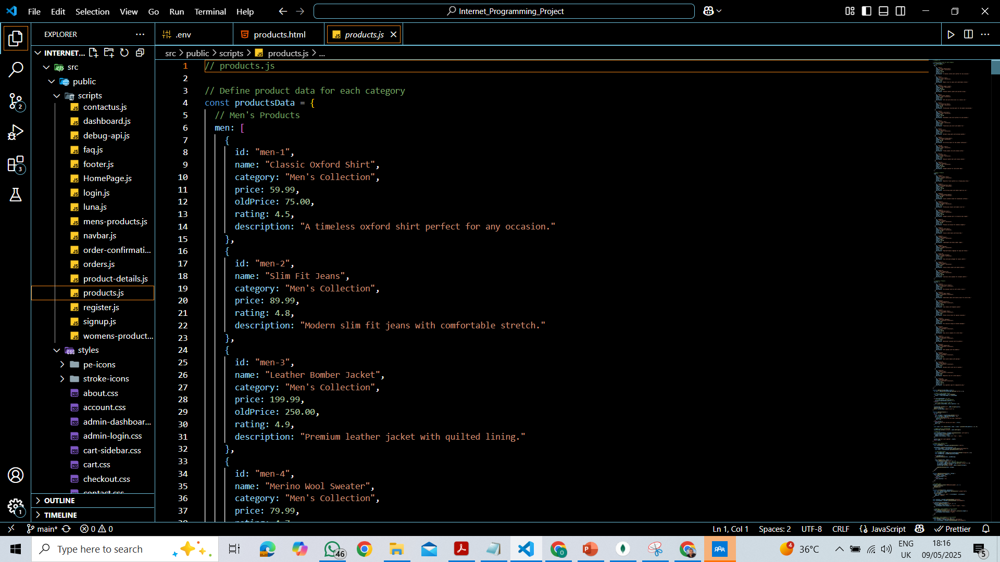 File Edit Selection View Go Run Terminal Help
Internet_Programming_Project
EXPLORER
.env
products.html
products.js
INTERNET...
src > public > scripts > products.js > ...
src
public
scripts
contactus.js
dashboard.js
debug-api.js
faq.js
footer.js
HomePage.js
login.js
luna.js
mens-products.js
navbar.js
order-confirmati...
orders.js
product-details.js
products.js
register.js
signup.js
womens-product...
styles
pe-icons
stroke-icons
about.css
account.css
admin-dashboar...
admin-login.css
cart-sidebar.css
cart.css
checkout.css
contact.css
OUTLINE
TIMELINE
2
3
1
1 // products.js
2
3 // Define product data for each category
4 const productsData = {
5 // Men's Products
6 men: [
7 {
8 id: "men-1",
9 name: "Classic Oxford Shirt",
10 category: "Men's Collection",
11 price: 59.99,
12 oldPrice: 75.00,
13 rating: 4.5,
14 description: "A timeless oxford shirt perfect for any occasion."
15 },
16 {
17 id: "men-2",
18 name: "Slim Fit Jeans",
19 category: "Men's Collection",
20 price: 89.99,
21 rating: 4.8,
22 description: "Modern slim fit jeans with comfortable stretch."
23 },
24 {
25 id: "men-3",
26 name: "Leather Bomber Jacket",
27 category: "Men's Collection",
28 price: 199.99,
29 oldPrice: 250.00,
30 rating: 4.9,
31 description: "Premium leather jacket with quilted lining."
32 },
33 {
34 id: "men-4",
35 name: "Merino Wool Sweater",
36 category: "Men's Collection",
37 price: 79.99,
38 rating: 4.7,
main* 0 0
Ln 1, Col 1 Spaces: 2 UTF-8 CRLF {} JavaScript Prettier
Type here to search
46
4
36°C
ENG
UK
18:16
09/05/2025
5